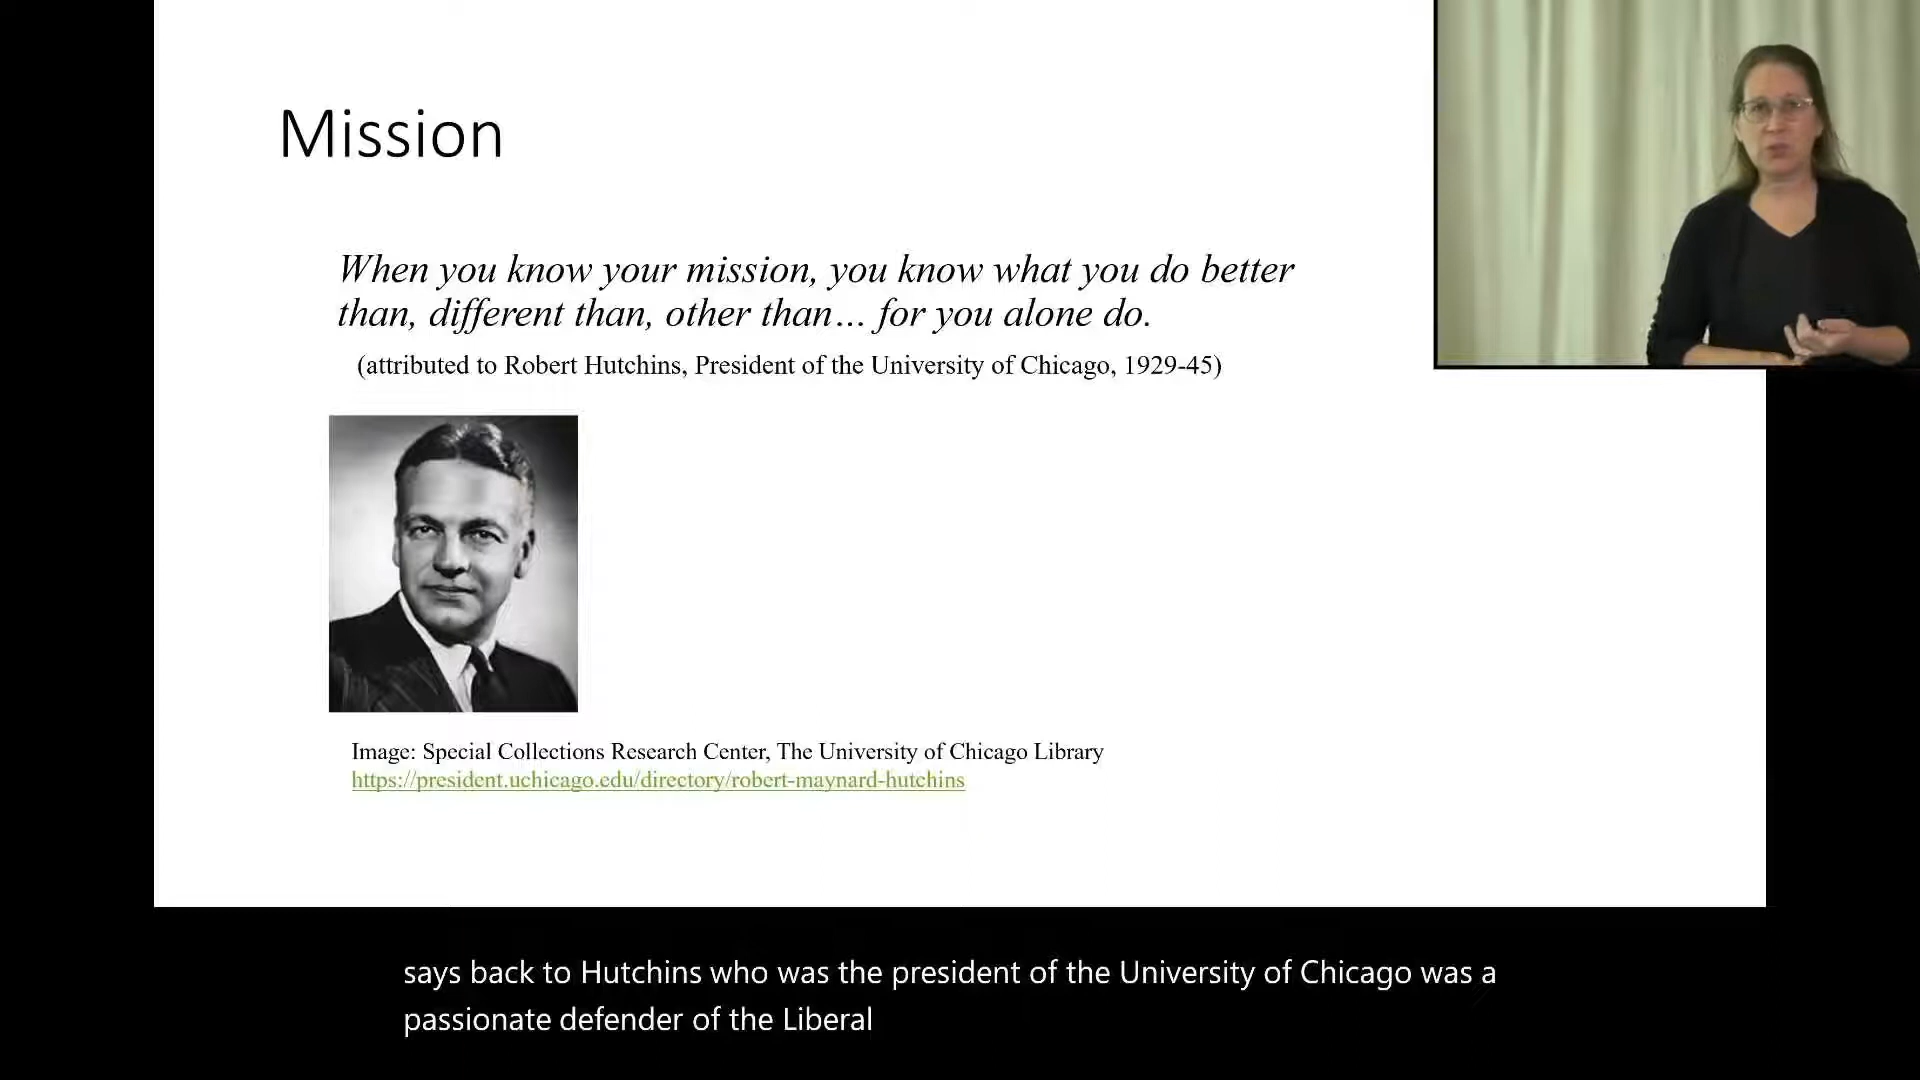 Mission
When you know your mission, you know what you do better
than, different than, other than… for you alone do.
(attributed to Robert Hutchins, President of the University of Chicago, 1929-45)
Image: Special Collections Research Center, The University of Chicago Library
https://president.uchicago.edu/directory/robert-maynard-hutchins
says back to Hutchins who was the president of the University of Chicago was a
passionate defender of the Liberal